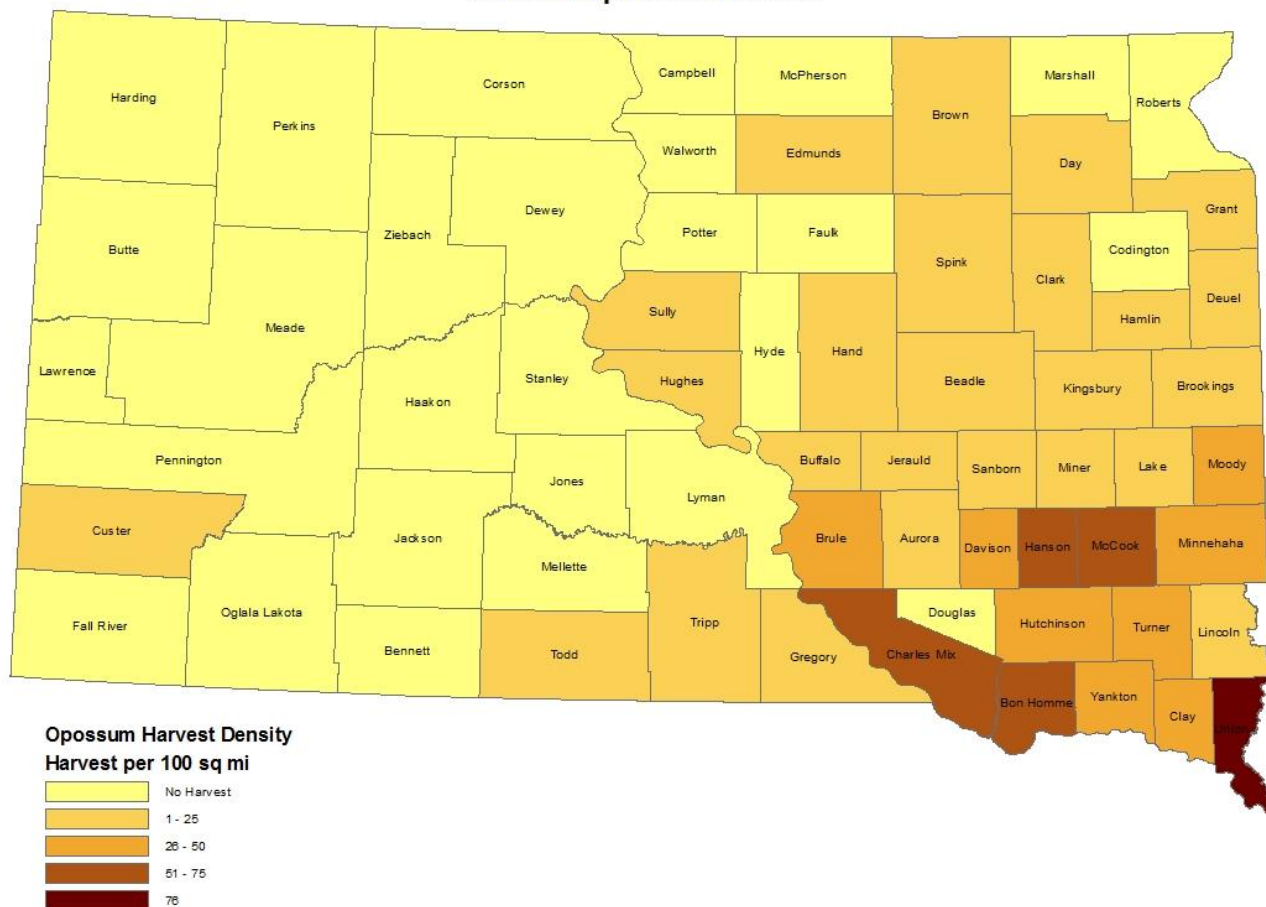 Campbell
McPherson
Marshall
Corson
Harding
Roberts
Brown
Perkins
Walworth
Edmunds
Day
Dewey
Grant
Potter
Faulk
Ziebach
Butte
Codington
Spink
Clark
Deuel
Sully
Hamlin
Meade
Hyde
Hand
Lawrence
Stanley
Hughes
Beadle
Kingsbury
Brookings
Haakon
Pennington
Buffalo
Jerauld
Sanborn
Miner
Lake
Moody
Jones
Lyman
Custer
Jackson
Brule
Aurora
Davison
Hanson
McCook
Minnehaha
Mellette
Oglala Lakota
Douglas
Fall River
Tripp
Hutchinson
Turner
Lincoln
Bennett
Todd
Gregory
Charles Mix
Bon Homme
Yankton
Clay
Union
Opossum Harvest Density
Harvest per 100 sq mi
No Harvest
1 - 25
26 - 50
51 - 75
76